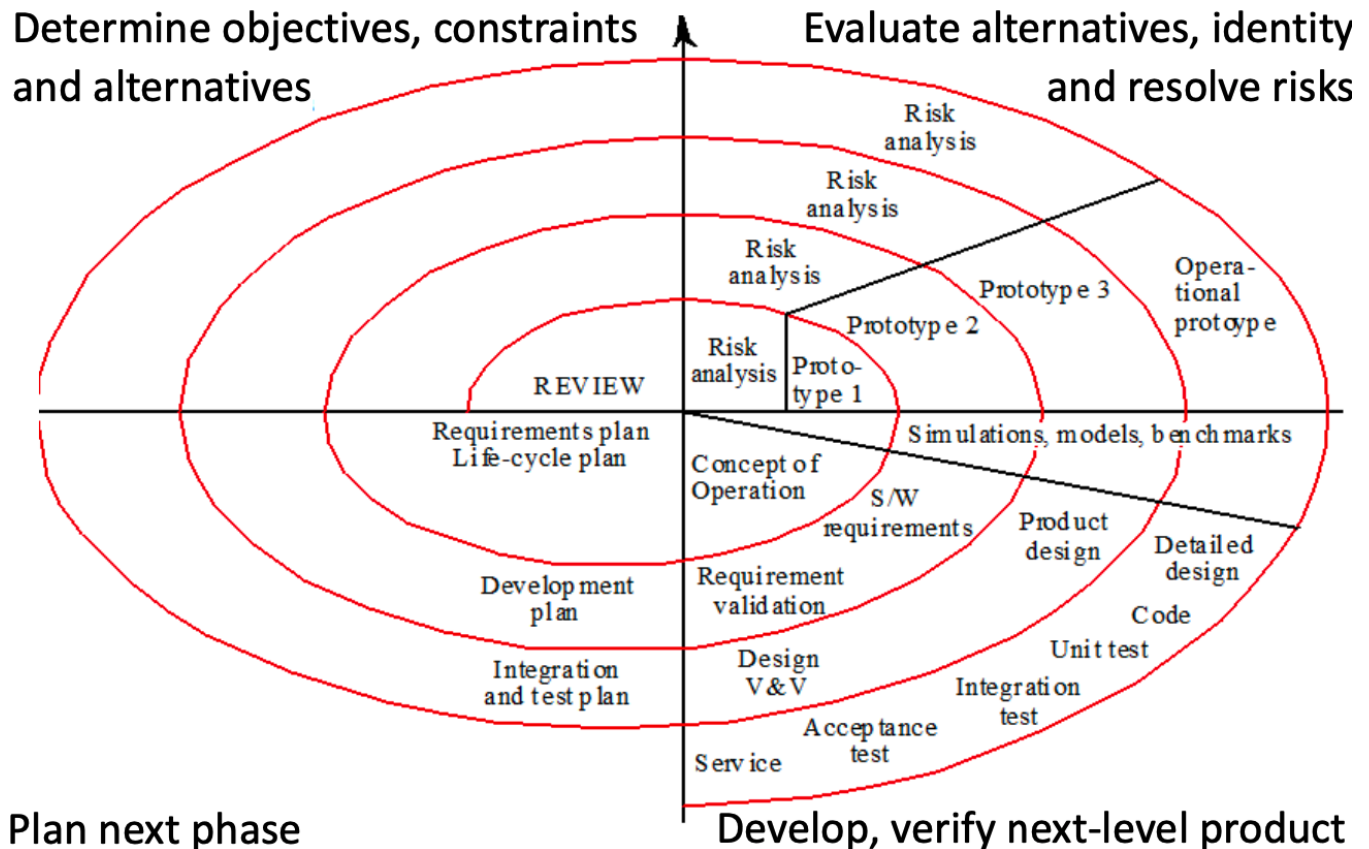 Determine objectives, constraints
and alternatives
Evaluate alternatives, identity
and resolve risks
Risk
analysis
Risk
analysis
Risk
analysis
Risk
analysis
Proto-
type 1
Prototype 2
Prototype 3
Opera-
tional
protoype
REVIEW
Requirements plan
Life-cycle plan
Development
plan
Integration
and test plan
Simulations, models, benchmarks
Concept of
Operation
S/W
requirements
Requirement
validation
Product
design
Design
V&V
Detailed
design
Code
Unit test
Integration
test
Acceptance
test
Service
Plan next phase
Develop, verify next-level product